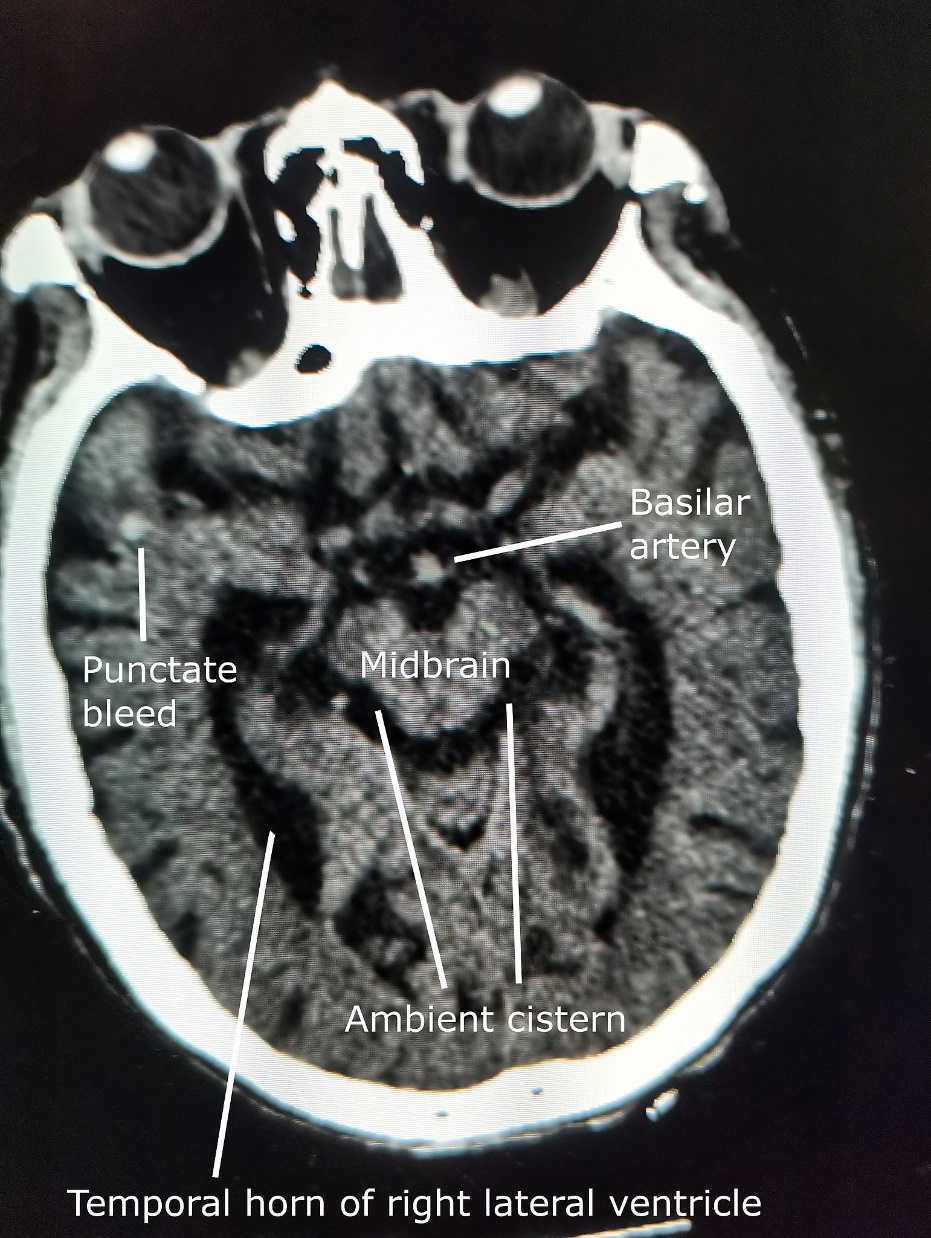 Basilar
artery
Punctate
bleed
Midbrain
Ambient cistern
Temporal horn of right lateral ventricle